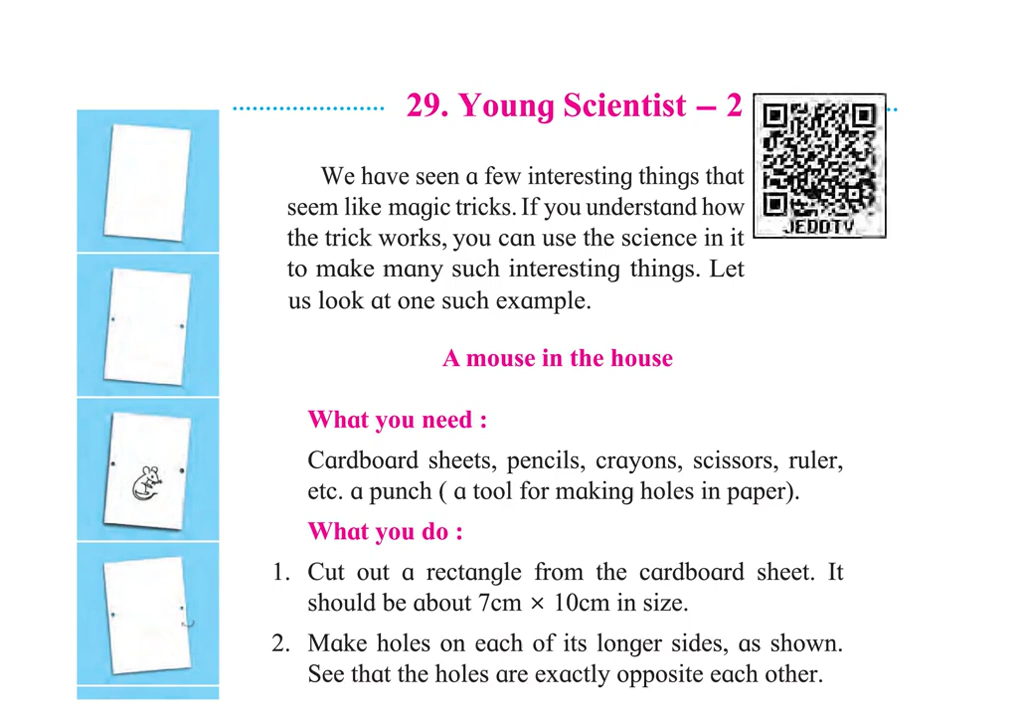 29. Young Scientist – 2
JEDDTV
We have seen a few interesting things that
seem like magic tricks. If you understand how
the trick works, you can use the science in it
to make many such interesting things. Let
us look at one such example.
A mouse in the house
What you need :
Cardboard sheets, pencils, crayons, scissors, ruler,
etc. a punch ( a tool for making holes in paper).
What you do :
1. Cut out a rectangle from the cardboard sheet. It
should be about 7cm × 10cm in size.
2. Make holes on each of its longer sides, as shown.
See that the holes are exactly opposite each other.